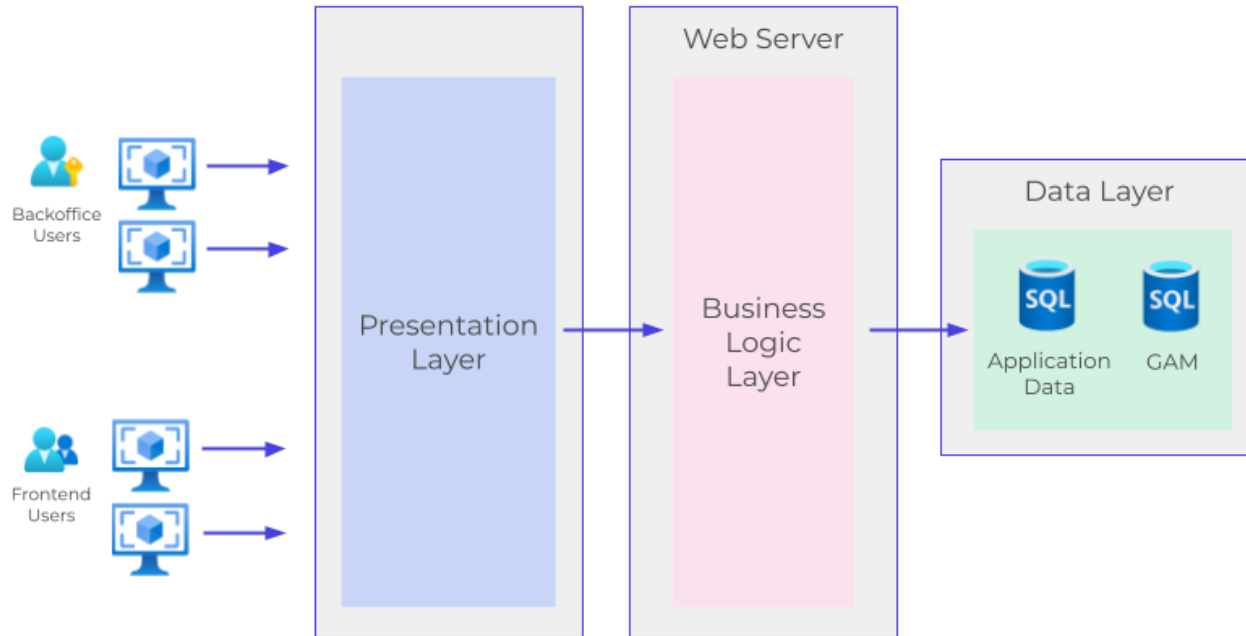 Backoffice
Users
Frontend
Users
Presentation
Layer
Web Server
Business
Logic
Layer
Data Layer
SQL
Application
Data
SQL
GAM